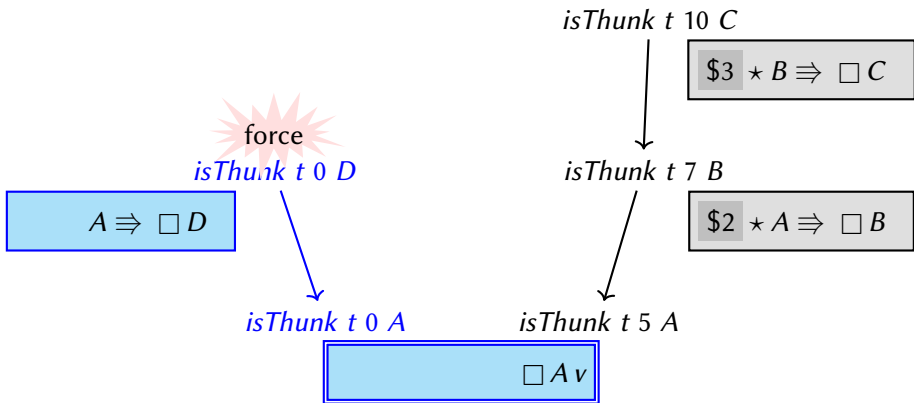 isThunk t 10 C
$3 ⋆ B ⇛ □ C
force
isThunk t 0 D
isThunk t 7 B
A ⇛ □ D
$2 ⋆ A ⇛ □ B
isThunk t 0 A
isThunk t 5 A
□ A v